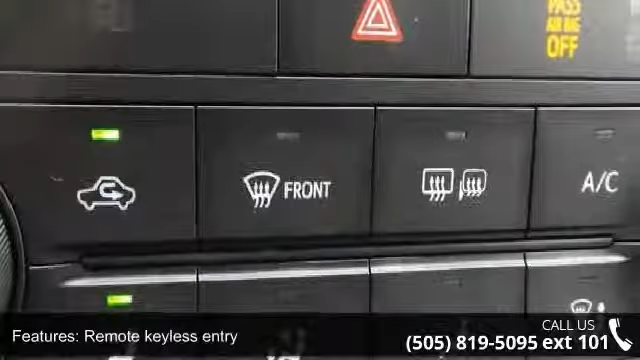 PASS
AIR BAG
OFF
FRONT
A/C
CALL US
Features: Remote keyless entry
(505) 819-5095 ext 101